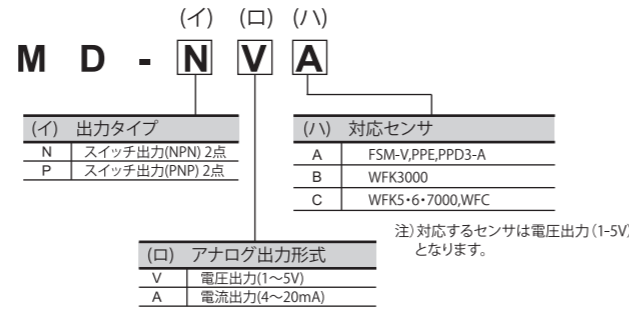 (イ) (ロ) (ハ)
M D - N V A
(イ) 出力タイプ
N スイッチ出力(NPN) 2点
P スイッチ出力(PNP) 2点
(ハ) 対応センサ
A FSM-V,PPE,PPD3-A
B WFK3000
C WFK5・6・7000,WFC
注)対応するセンサは電圧出力(1-5V)
となります。
(ロ) アナログ出力形式
V 電圧出力(1〜5V)
A 電流出力(4〜20mA)